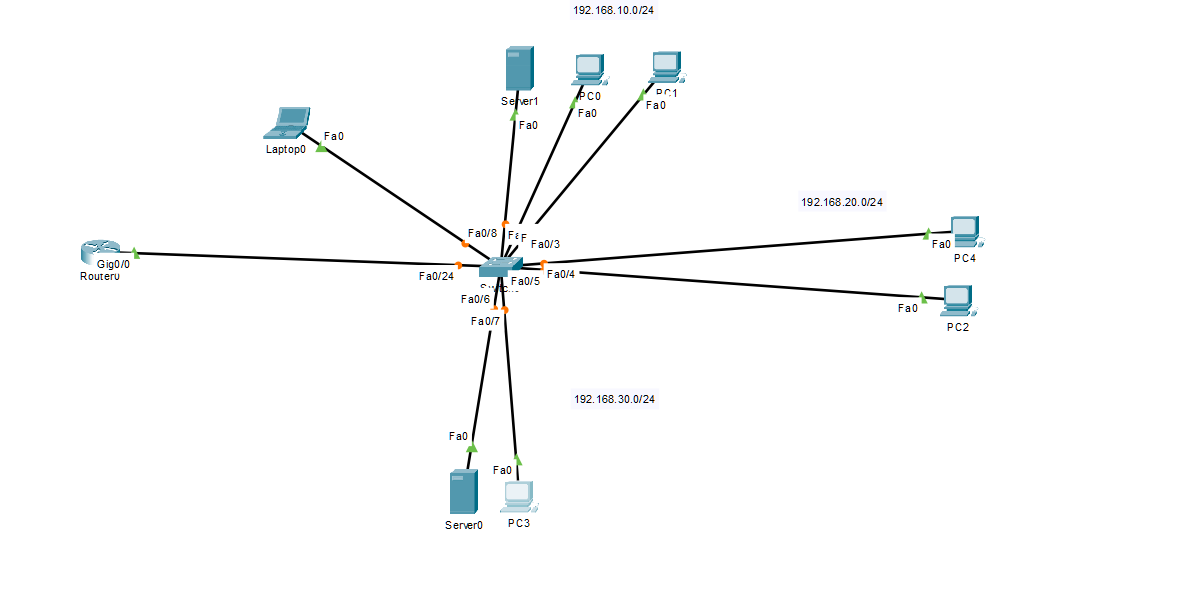 192.168.10.0/24
Server1
PC0
PC1
Fa0
Fa0
Fa0
Fa0
Laptop0
192.168.20.0/24
Fa0/8
Fa0/3
Fa0
PC4
Gig0/0
Router0
Fa0/24
Fa0/4
Fa0/5
Fa0/6
Fa0/7
Fa0
PC2
192.168.30.0/24
Fa0
Fa0
Server0
PC3